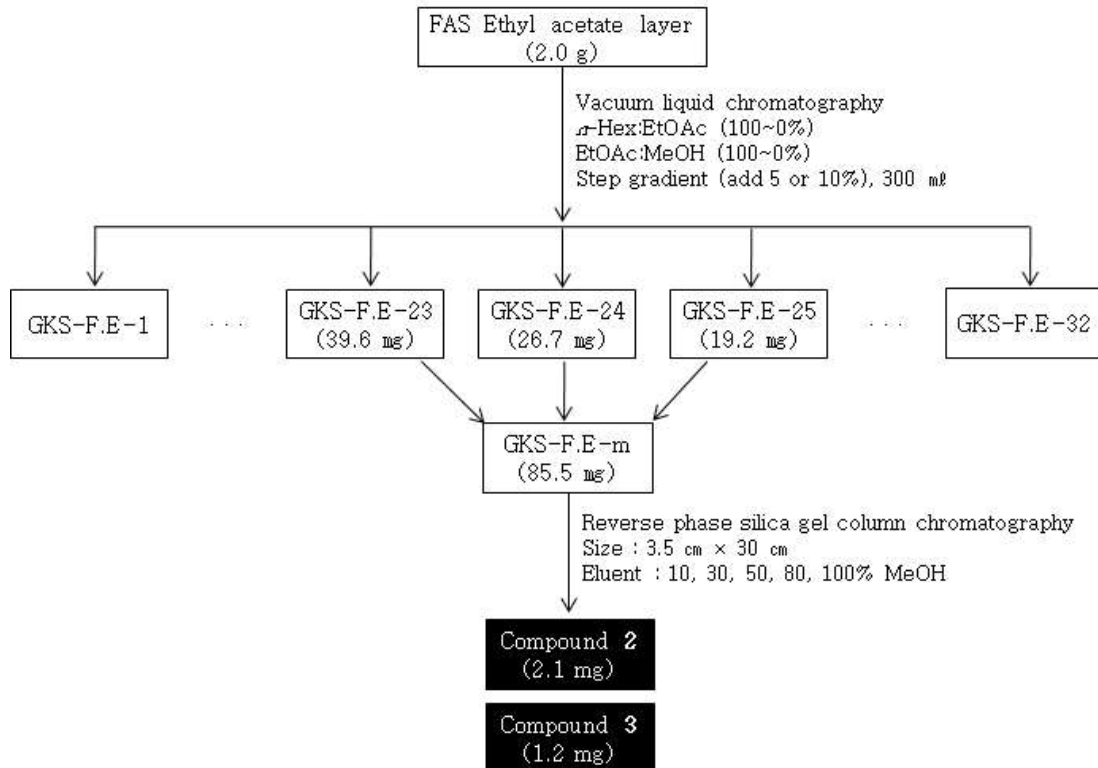 FAS Ethyl acetate layer
(2.0 g)
Vacuum liquid chromatography
n-Hex:EtOAc (100~0%)
EtOAc:MeOH (100~0%)
Step gradient (add 5 or 10%), 300 ㎖
GKS-F.E-1
· · ·
GKS-F.E-23
(39.6 ㎎)
GKS-F.E-24
(26.7 ㎎)
GKS-F.E-25
(19.2 ㎎)
· · ·
GKS-F.E-32
GKS-F.E-m
(85.5 ㎎)
Reverse phase silica gel column chromatography
Size : 3.5 ㎝ × 30 ㎝
Eluent : 10, 30, 50, 80, 100% MeOH
Compound 2
(2.1 mg)
Compound 3
(1.2 mg)